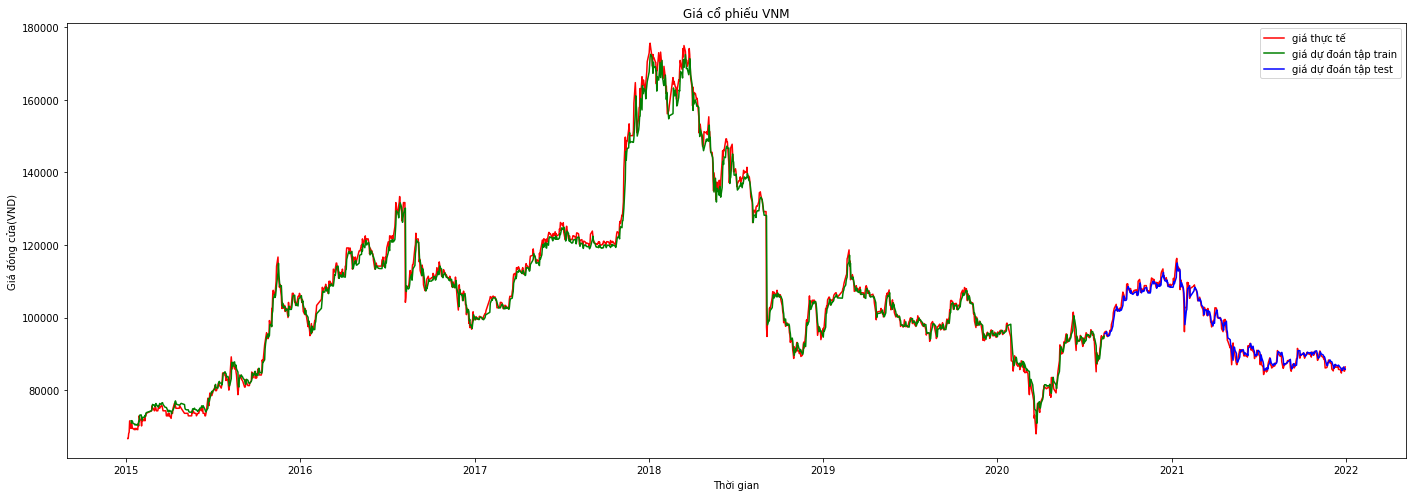 Giá cổ phiếu VNM
giá thực tế
giá dự đoán tập train
giá dự đoán tập test
Giá đóng cửa(VND)
180000
160000
140000
120000
100000
80000
2015
2016
2017
2018
2019
2020
2021
2022
Thời gian